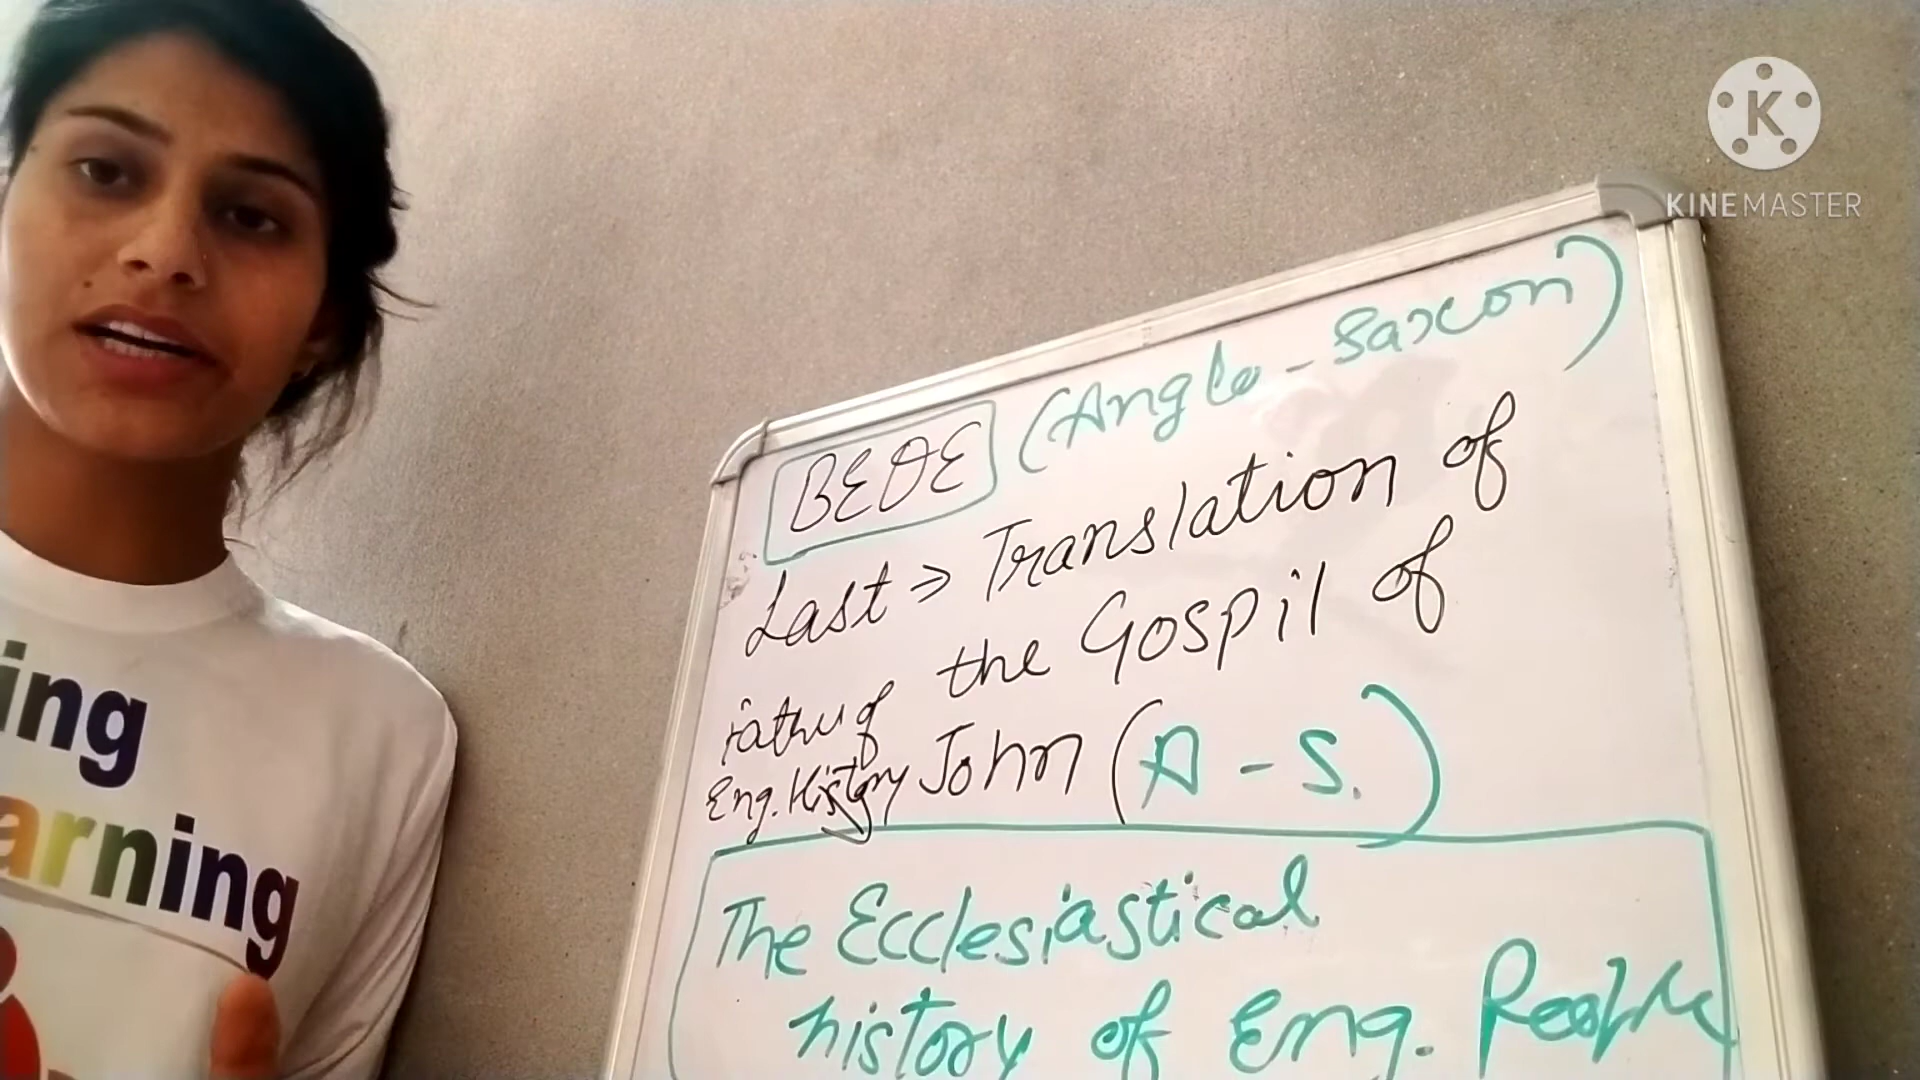 K
KINEMASTER
BEDE (Anglo-Saxon)
Last => Translation of
the Gospil of
John (A-S.)
Father of
Eng. History
The Ecclesiastical
history of Eng. People
ing
arning